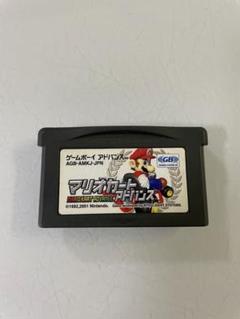 ゲームボーイ アドバンス
AGB-AMKJ-JPN
GB
マリオカート
アドバンス
©1992,2001 Nintendo.